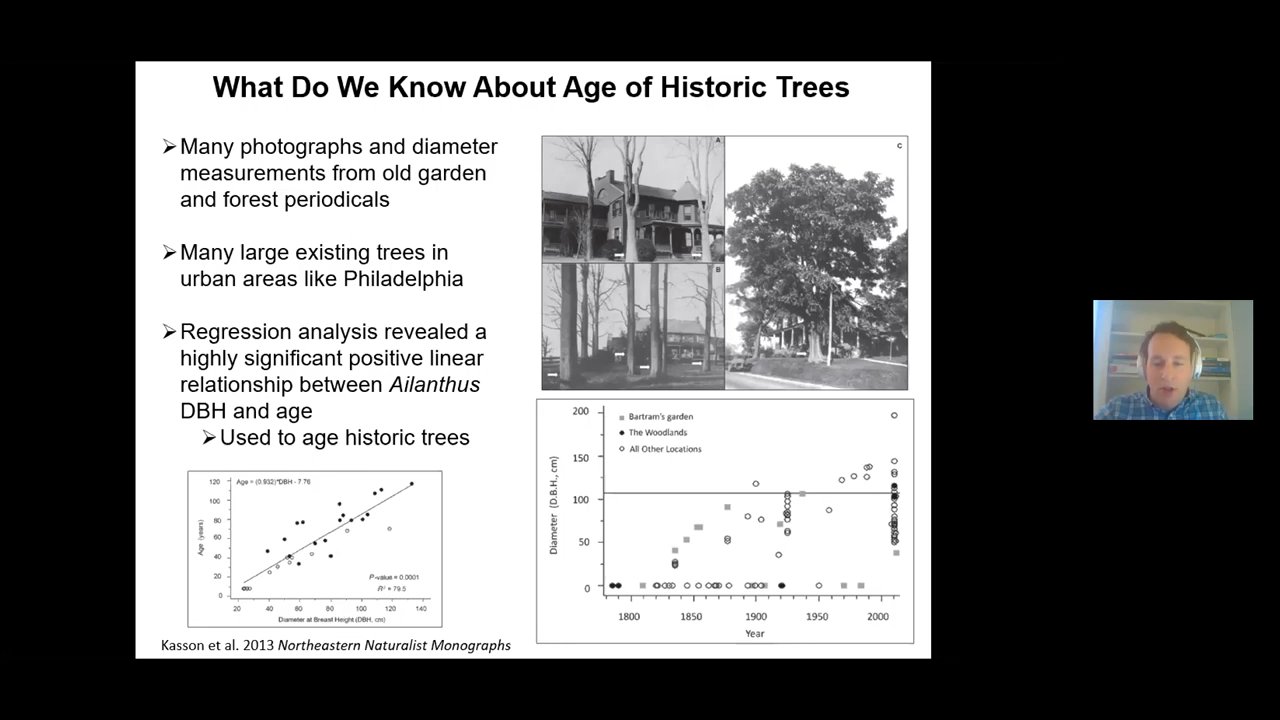 What Do We Know About Age of Historic Trees
➢Many photographs and diameter
measurements from old garden
and forest periodicals
➢Many large existing trees in
urban areas like Philadelphia
➢Regression analysis revealed a
highly significant positive linear
relationship between Ailanthus
DBH and age
➢Used to age historic trees
Age = (0.932)*DBH - 7.76
Age (years)
120
100
80
60
40
20
0
P-value = 0.0001
R² = 79.5
20 40 60 80 100 120 140
Diameter at Breast Height (DBH, cm)
Kasson et al. 2013 Northeastern Naturalist Monographs
A
B
C
Diameter (D.B.H., cm)
200
150
100
50
0
Bartram's garden
The Woodlands
All Other Locations
1800 1850 1900 1950 2000
Year